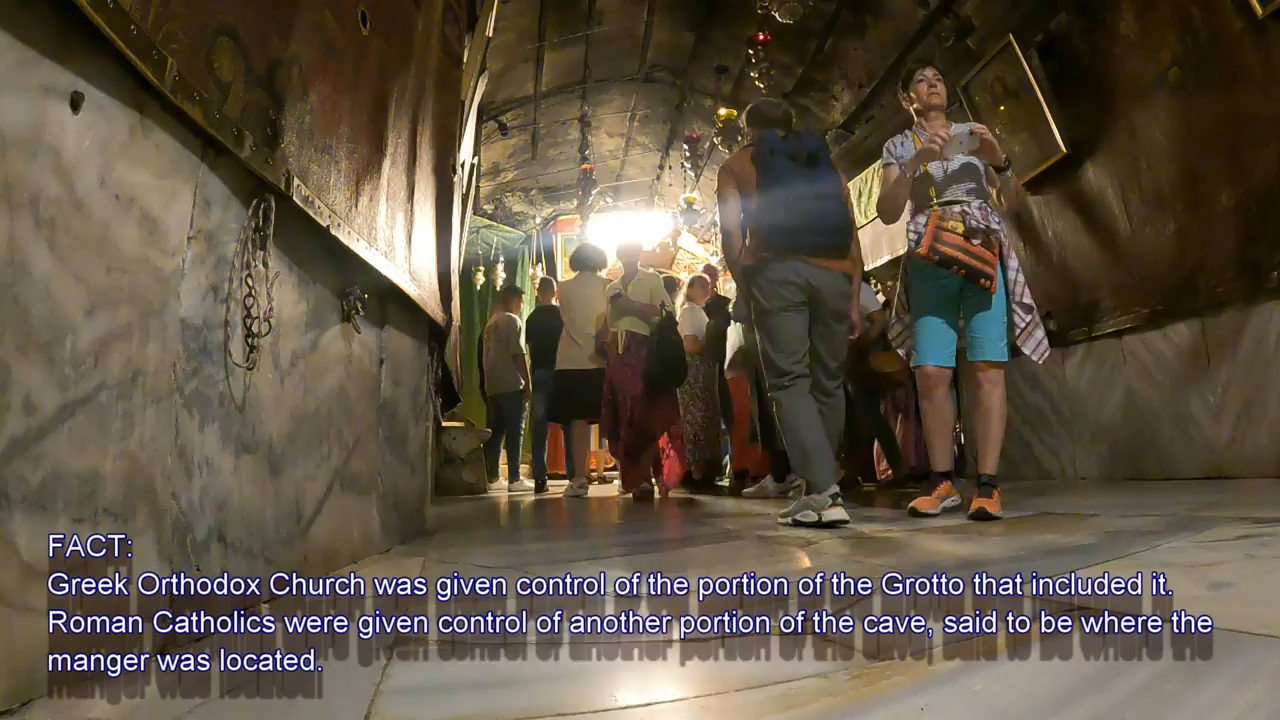 FACT:
Greek Orthodox Church was given control of the portion of the Grotto that included it.
Roman Catholics were given control of another portion of the cave, said to be where the
manger was located.